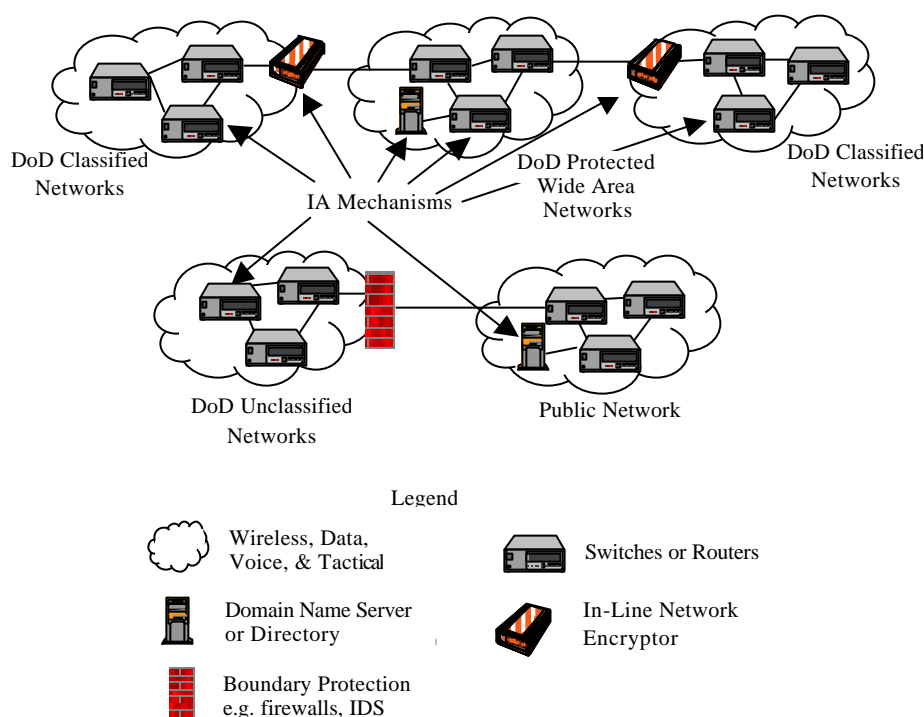 DoD Classified
Networks
DoD Protected
Wide Area
Networks
DoD Classified
Networks
IA Mechanisms
DoD Unclassified
Networks
Public Network
Legend
Wireless, Data,
Voice, & Tactical
Switches or Routers
Domain Name Server
or Directory
In-Line Network
Encryptor
Boundary Protection
e.g. firewalls, IDS